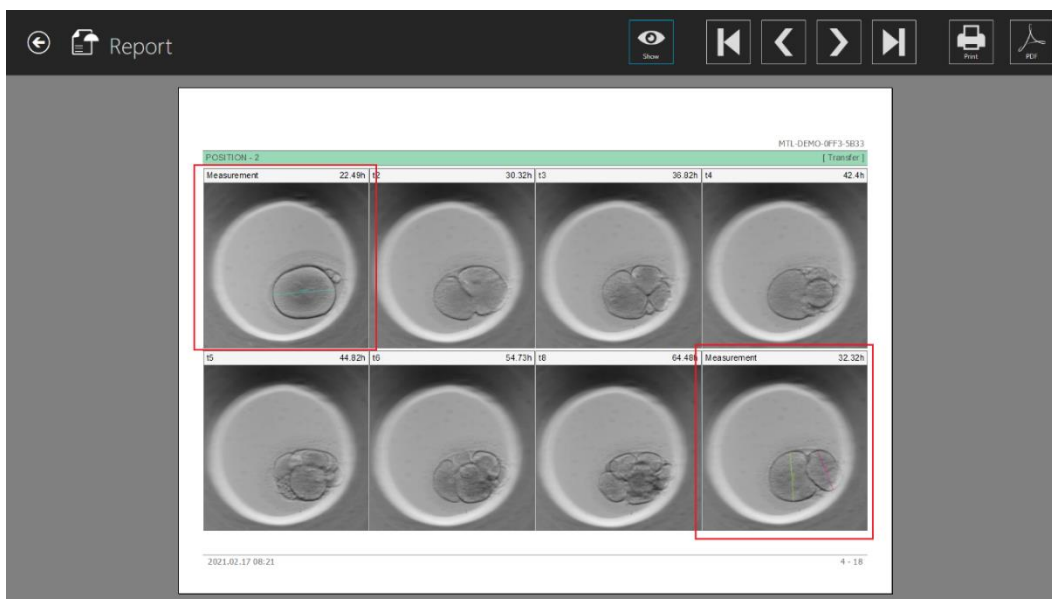 Report
Show
Print
PDF
MTL-DEMO-0FF3-5B33
POSITION - 2 [ Transfer ]
Measurement 22.49h t2 30.32h t3 36.82h t4 42.4h
t5 44.82h t6 54.73h t8 64.48h Measurement 32.32h
2021.02.17 08:21 4 - 18